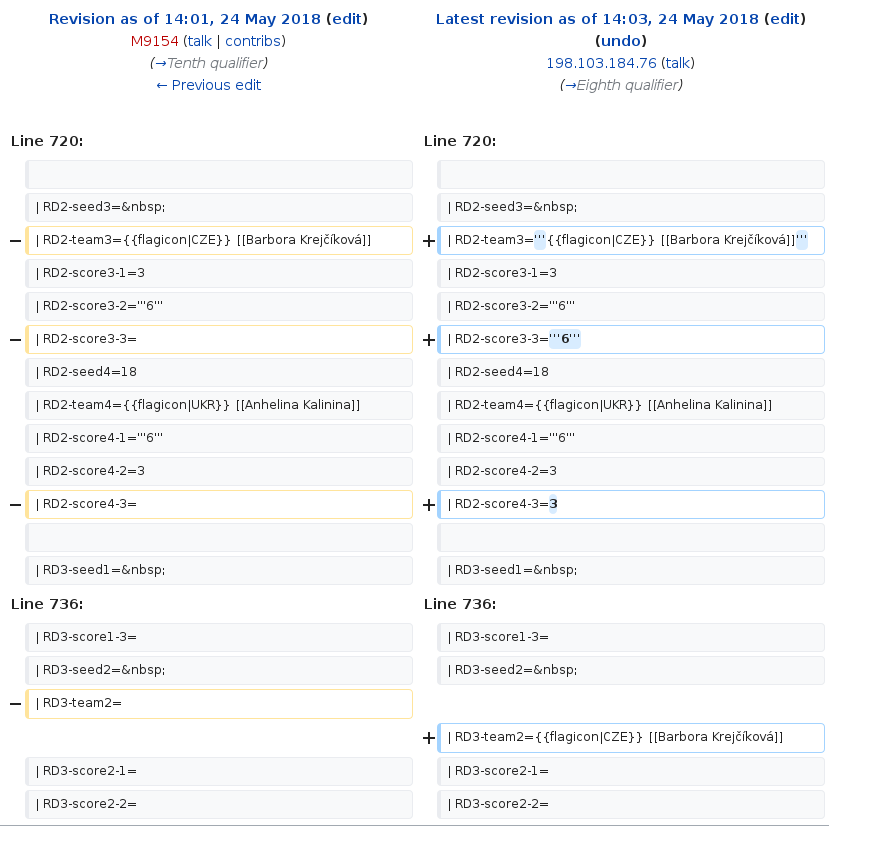 Revision as of 14:01, 24 May 2018 (edit)
M9154 (talk | contribs)
(→Tenth qualifier)
← Previous edit
Latest revision as of 14:03, 24 May 2018 (edit)
(undo)
198.103.184.76 (talk)
(→Eighth qualifier)
Line 720:
Line 720:
| RD2-seed3=&nbsp;
| RD2-seed3=&nbsp;
− | RD2-team3={{flagicon|CZE}} [[Barbora Krejčíková]]
+ | RD2-team3='''{{flagicon|CZE}} [[Barbora Krejčíková]]'''
| RD2-score3-1=3
| RD2-score3-1=3
| RD2-score3-2='''6'''
| RD2-score3-2='''6'''
− | RD2-score3-3=
+ | RD2-score3-3='''6'''
| RD2-seed4=18
| RD2-seed4=18
| RD2-team4={{flagicon|UKR}} [[Anhelina Kalinina]]
| RD2-team4={{flagicon|UKR}} [[Anhelina Kalinina]]
| RD2-score4-1='''6'''
| RD2-score4-1='''6'''
| RD2-score4-2=3
| RD2-score4-2=3
− | RD2-score4-3=
+ | RD2-score4-3=3
| RD3-seed1=&nbsp;
| RD3-seed1=&nbsp;
Line 736:
Line 736:
| RD3-score1-3=
| RD3-score1-3=
| RD3-seed2=&nbsp;
| RD3-seed2=&nbsp;
− | RD3-team2=
+ | RD3-team2={{flagicon|CZE}} [[Barbora Krejčíková]]
| RD3-score2-1=
| RD3-score2-1=
| RD3-score2-2=
| RD3-score2-2=